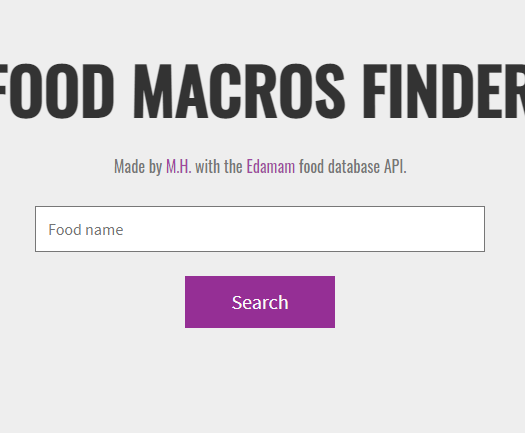 FOOD MACROS FINDER
Made by M.H. with the Edamam food database API.
Food name
Search